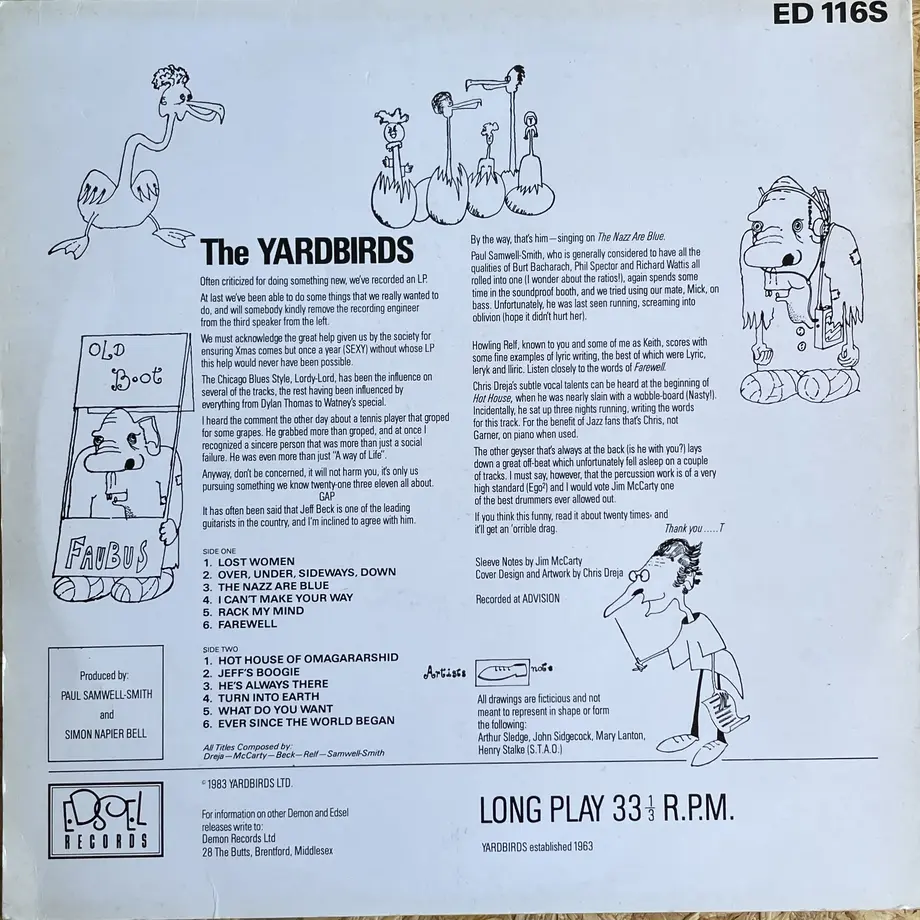 ED 116S
The YARDBIRDS
Often criticized for doing something new, we've recorded an LP.
At last we've been able to do some things that we really wanted to
do, and will somebody kindly remove the recording engineer
from the third speaker from the left.
We must acknowledge the great help given us by the society for
ensuring Xmas comes but once a year (SEXY) without whose LP
this help would never have been possible.
The Chicago Blues Style, Lordy-Lord, has been the influence on
several of the tracks, the rest having been influenced by
everything from Dylan Thomas to Watney's special.
I heard the comment the other day about a tennis player that groped
for some grapes. He grabbed more than groped, and at once I
recognized a sincere person that was more than just a social
failure. He was even more than just "A way of Life".
Anyway, don't be concerned, it will not harm you, it's only us
pursuing something we know twenty-one three eleven all about.
GAP
It has often been said that Jeff Beck is one of the leading
guitarists in the country, and I'm inclined to agree with him.
By the way, that's him—singing on The Nazz Are Blue.
Paul Samwell-Smith, who is generally considered to have all the
qualities of Burt Bacharach, Phil Spector and Richard Wattis all
rolled into one (I wonder about the ratios!), again spends some
time in the soundproof booth, and we tried using our mate, Mick, on
bass. Unfortunately, he was last seen running, screaming into
oblivion (hope it didn't hurt her).
Howling Relf, known to you and some of me as Keith, scores with
some fine examples of lyric writing, the best of which were Lyric,
leryk and lliric. Listen closely to the words of Farewell.
Chris Dreja's subtle vocal talents can be heard at the beginning of
Hot House, when he was nearly slain with a wobble-board (Nasty!).
Incidentally, he sat up three nights running, writing the words
for this track. For the benefit of Jazz fans that's Chris, not
Garner, on piano when used.
The other geyser that's always at the back (is he with you?) lays
down a great off-beat which unfortunately fell asleep on a couple
of tracks. I must say, however, that the percussion work is of a very
high standard (Ego²) and I would vote Jim McCarty one
of the best drummers ever allowed out.
If you think this funny, read it about twenty times- and
it'll get an 'orrible drag.
Thank you.....T
OLD
Boot
FAUBUS
SIDE ONE
1. LOST WOMEN
2. OVER, UNDER, SIDEWAYS, DOWN
3. THE NAZZ ARE BLUE
4. I CAN'T MAKE YOUR WAY
5. RACK MY MIND
6. FAREWELL
SIDE TWO
1. HOT HOUSE OF OMAGARARSHID
2. JEFF'S BOOGIE
3. HE'S ALWAYS THERE
4. TURN INTO EARTH
5. WHAT DO YOU WANT
6. EVER SINCE THE WORLD BEGAN
All Titles Composed by:
Dreja—McCarty—Beck—Relf—Samwell-Smith
Sleeve Notes by Jim McCarty
Cover Design and Artwork by Chris Dreja
Recorded at ADVISION
Artists note
All drawings are ficticious and not
meant to represent in shape or form
the following:
Arthur Sledge, John Sidgecock, Mary Lanton,
Henry Stalke (S.T.A.O.)
Produced by:
PAUL SAMWELL-SMITH
and
SIMON NAPIER BELL
EDSEL
RECORDS
©1983 YARDBIRDS LTD.
For information on other Demon and Edsel
releases write to:
Demon Records Ltd
28 The Butts, Brentford, Middlesex
LONG PLAY 33⅓ R.P.M.
YARDBIRDS established 1963